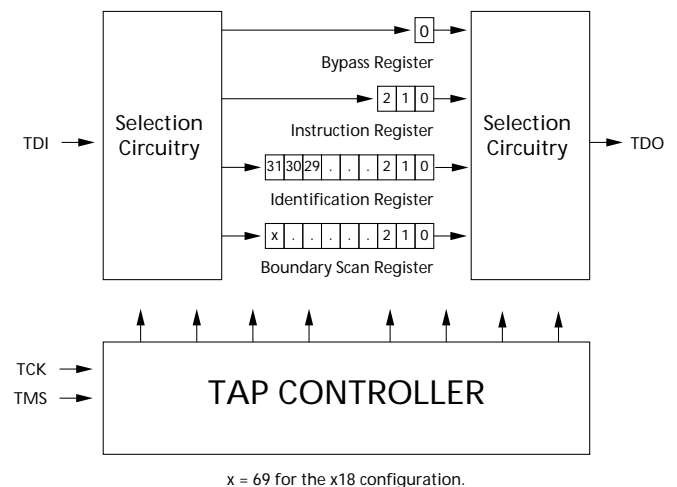 0
Bypass Register
2 1 0
Instruction Register
TDI
Selection
Circuitry
Selection
Circuitry
TDO
31 30 29 . . . 2 1 0
Identification Register
x . . . . . 2 1 0
Boundary Scan Register
TCK
TMS
TAP CONTROLLER
x = 69 for the x18 configuration.